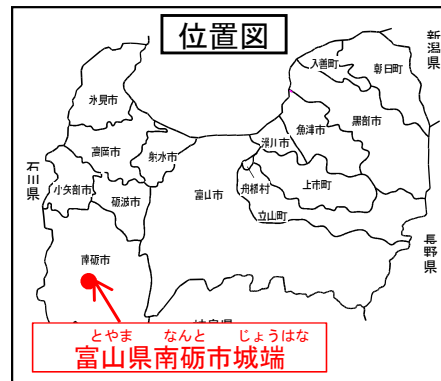 位置図
新潟県
入善町
朝日町
氷見市
黒部市
魚津市
高岡市
射水市
滑川市
石川県
小矢部市
砺波市
富山市
舟橋村
上市町
立山町
長野県
南砺市
とやま なんと じょうはな
富山県南砺市城端